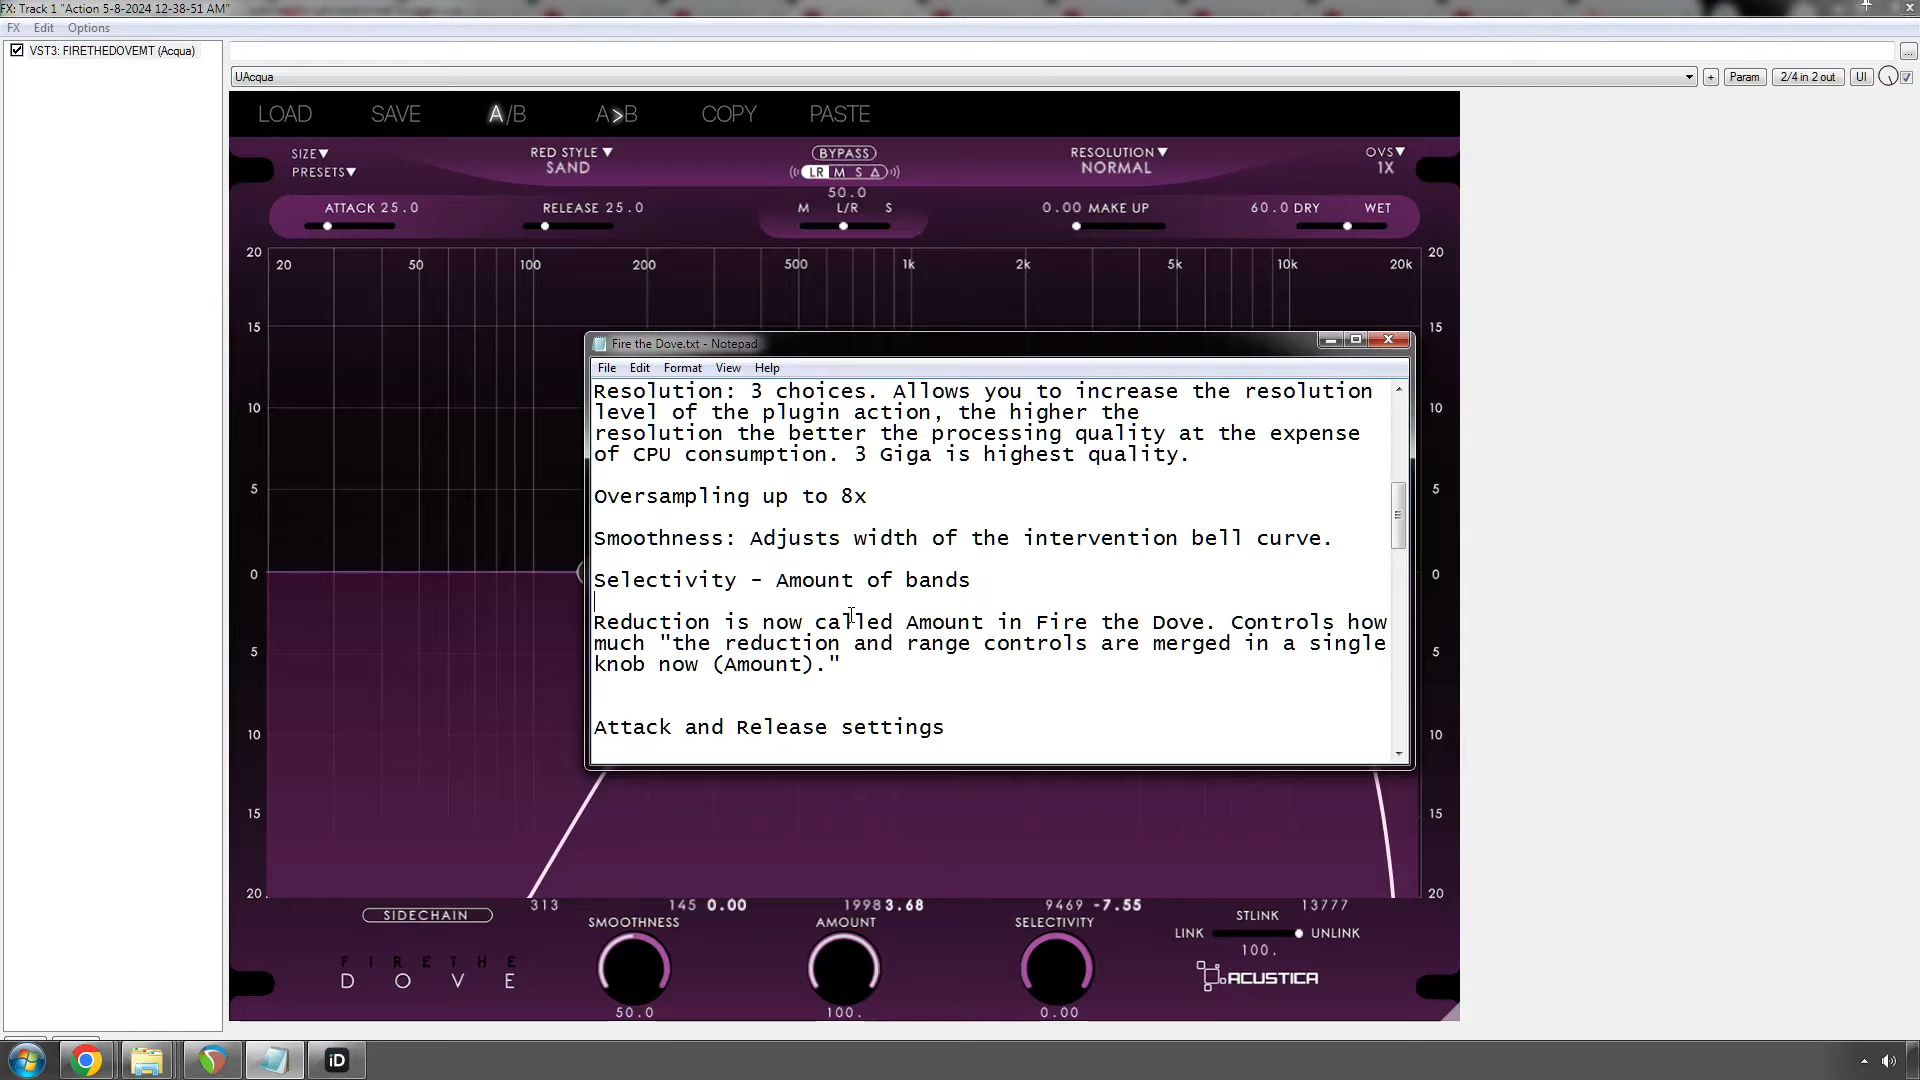 FX: Track 1 "Action 5-8-2024 12-38-51 AM"
FX Edit Options
VST3: FIRETHEDOVEMT (Acqua)
...
UAcqua
+ Param 2/4 in 2 out UI
LOAD SAVE A/B A>B COPY PASTE
SIZE▼ RED STYLE▼ BYPASS RESOLUTION▼ OVS▼
PRESETS▼ SAND LR M S Δ NORMAL 1X
50.0
ATTACK 25.0 RELEASE 25.0 M L/R S 0.00 MAKE UP 60.0 DRY WET
20 20
20 50 100 200 500 1k 2k 5k 10k 20k
15 15
Fire the Dove.txt - Notepad
File Edit Format View Help
Resolution: 3 choices. Allows you to increase the resolution
level of the plugin action, the higher the
resolution the better the processing quality at the expense
of CPU consumption. 3 Giga is highest quality.
Oversampling up to 8x
Smoothness: Adjusts width of the intervention bell curve.
Selectivity - Amount of bands
Reduction is now called Amount in Fire the Dove. Controls how
much "the reduction and range controls are merged in a single
knob now (Amount)."
Attack and Release settings
10 10
5 5
0 0
5 5
10 10
15 15
20 20
313 145 0.00 1998 3.68 9469 -7.55 13777
SIDECHAIN SMOOTHNESS AMOUNT SELECTIVITY STLINK
LINK UNLINK
100.
FIRE THE
DOVE
ACUSTICA
50.0 100. 0.00
iD